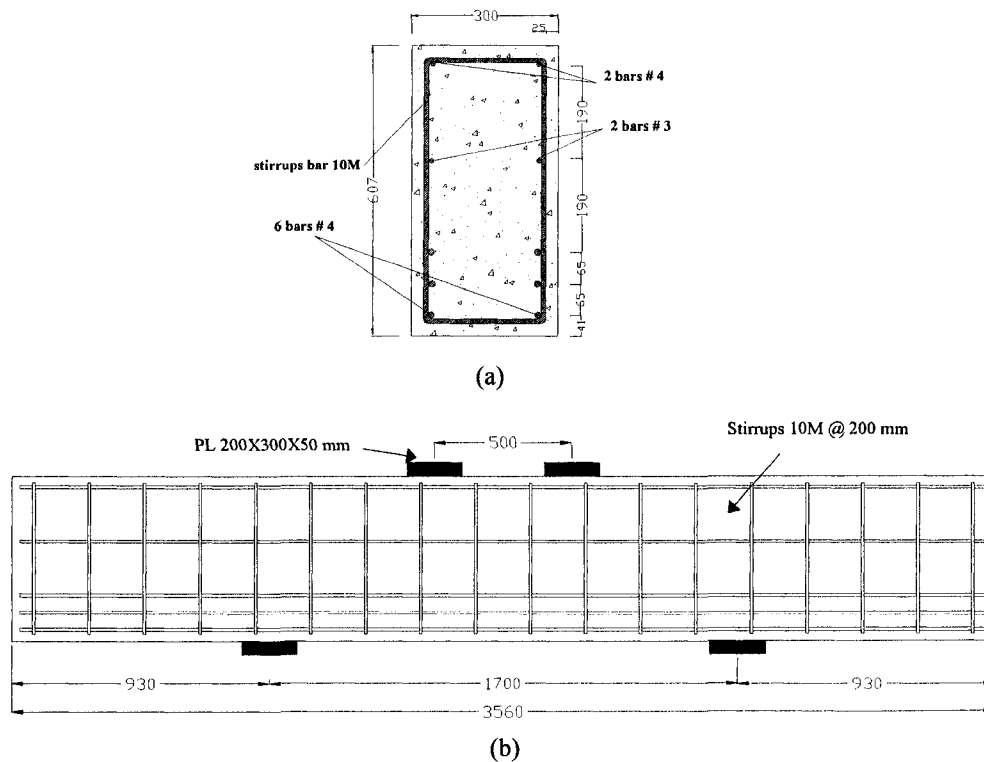 300
25
2 bars # 4
190
2 bars # 3
stirrups bar 10M
607
190
6 bars # 4
65
65
41
(a)
Stirrups 10M @ 200 mm
PL 200X300X50 mm
500
930
1700
930
3560
(b)